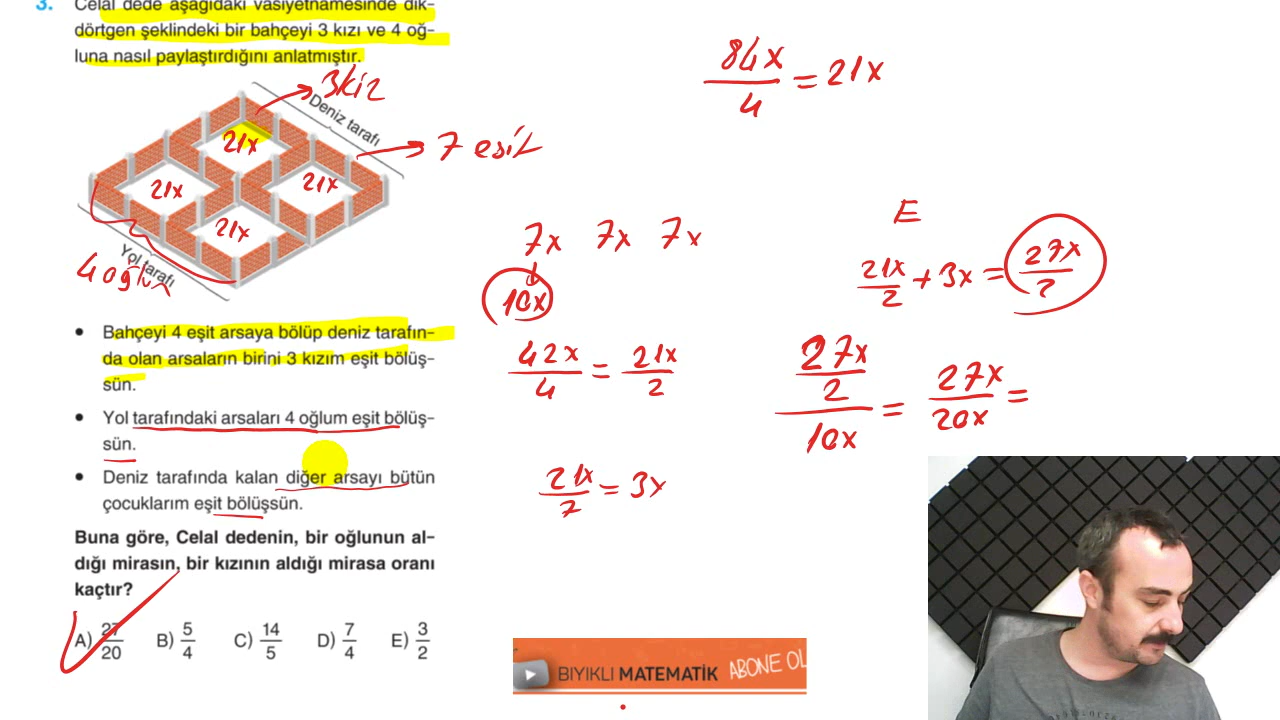 3. Celal dede aşağıdaki vasiyetnamesinde dik-
dörtgen şeklindeki bir bahçeyi 3 kızı ve 4 oğ-
luna nasıl paylaştırdığını anlatmıştır.
3kiz
Deniz tarafı
7 esit
21x
21x
21x
21x
Yol tarafı
4 oğlun
• Bahçeyi 4 eşit arsaya bölüp deniz tarafın-
da olan arsaların birini 3 kızım eşit bölüş-
sün.
• Yol tarafındaki arsaları 4 oğlum eşit bölüş-
sün.
• Deniz tarafında kalan diğer arsayı bütün
çocuklarım eşit bölüşsün.
Buna göre, Celal dedenin, bir oğlunun al-
dığı mirasın, bir kızının aldığı mirasa oranı
kaçtır?
A) 27/20 B) 5/4 C) 14/5 D) 7/4 E) 3/2
84x/4 = 21x
7x 7x 7x
10x
42x/4 = 21x/2
21x/7 = 3x
E
21x/2 + 3x = 27x/2
27x/2/10x = 27x/20x =
BIYIKLI MATEMATİK ABONE OL